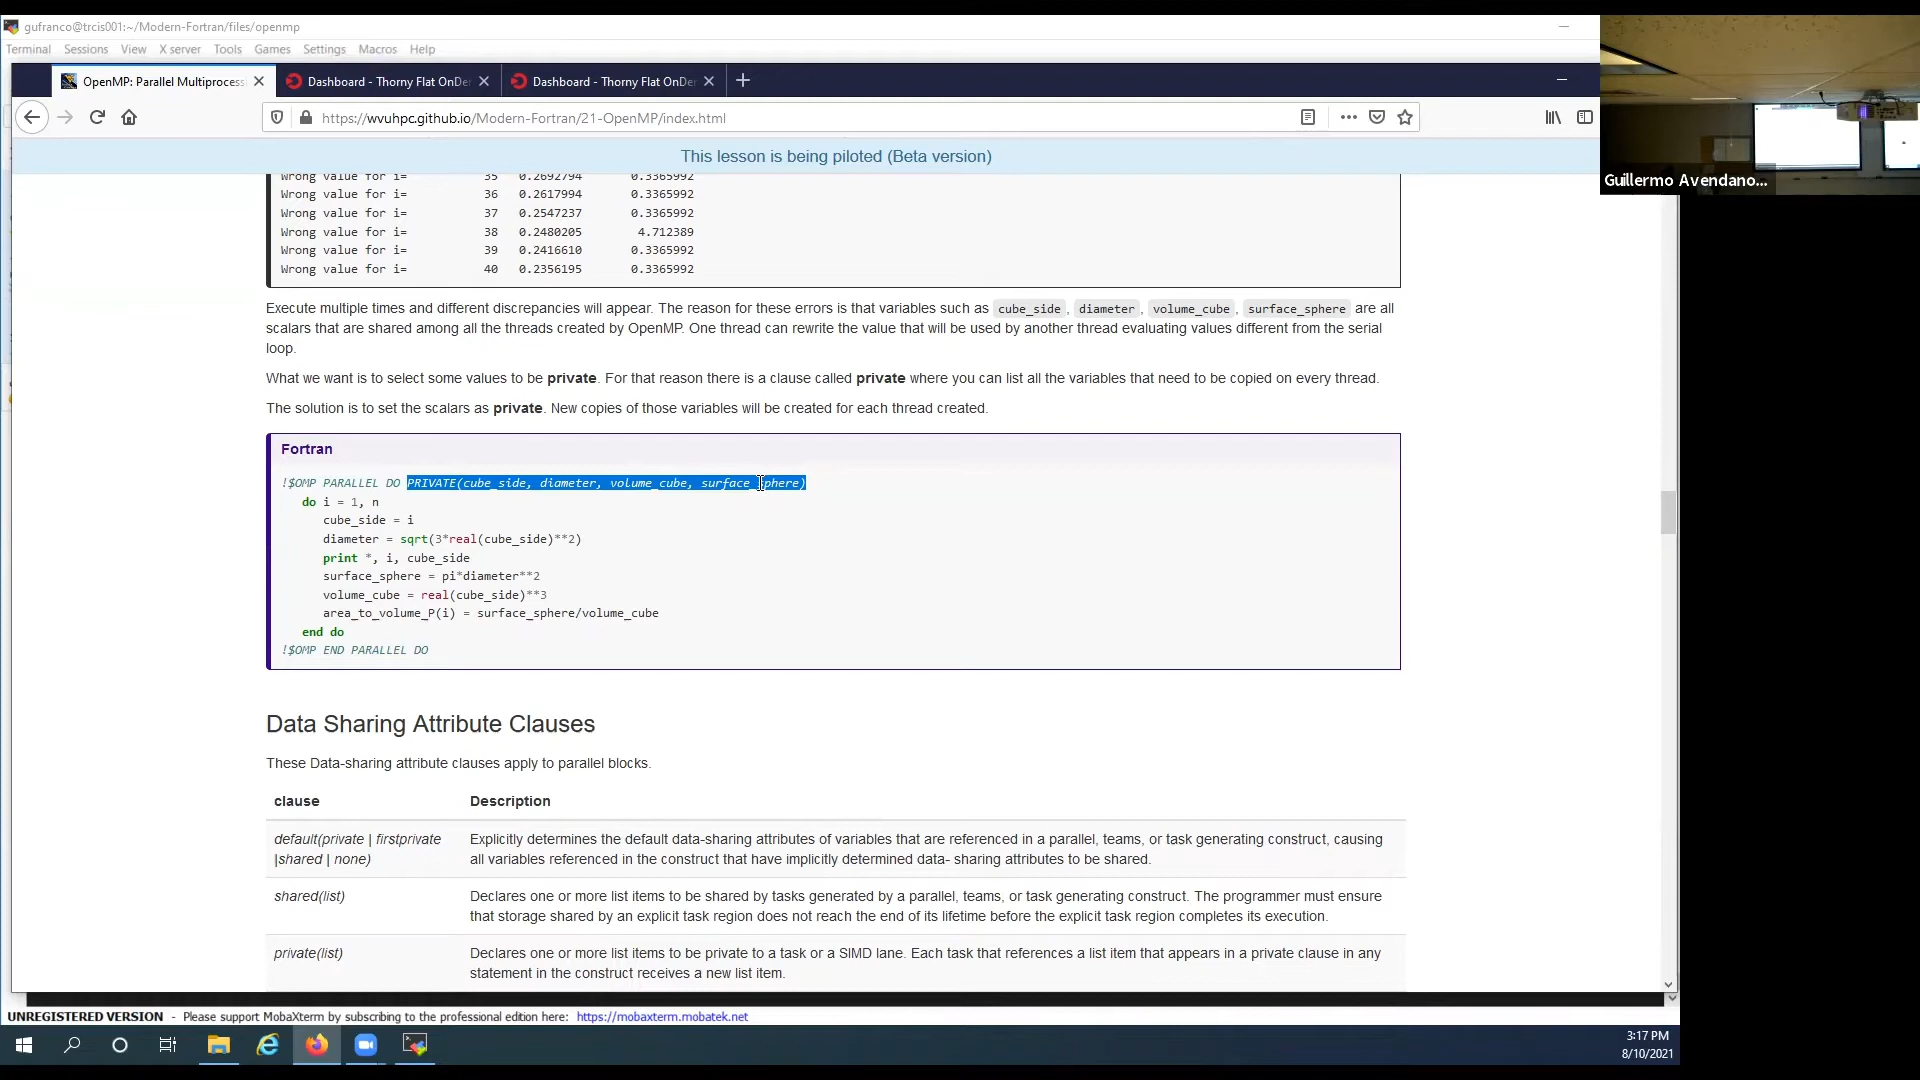 gufranco@trcis001:~/Modern-Fortran/files/openmp
Terminal Sessions View X server Tools Games Settings Macros Help
OpenMP: Parallel Multiprocess
Dashboard - Thorny Flat OnDe
Dashboard - Thorny Flat OnDe
https://wvuhpc.github.io/Modern-Fortran/21-OpenMP/index.html
This lesson is being piloted (Beta version)
Guillermo Avendano...
Wrong value for i= 35 0.2692794 0.3365992
Wrong value for i= 36 0.2617994 0.3365992
Wrong value for i= 37 0.2547237 0.3365992
Wrong value for i= 38 0.2480205 4.712389
Wrong value for i= 39 0.2416610 0.3365992
Wrong value for i= 40 0.2356195 0.3365992
Execute multiple times and different discrepancies will appear. The reason for these errors is that variables such as cube_side, diameter, volume_cube, surface_sphere are all
scalars that are shared among all the threads created by OpenMP. One thread can rewrite the value that will be used by another thread evaluating values different from the serial
loop.
What we want is to select some values to be private. For that reason there is a clause called private where you can list all the variables that need to be copied on every thread.
The solution is to set the scalars as private. New copies of those variables will be created for each thread created.
Fortran
!$OMP PARALLEL DO PRIVATE(cube_side, diameter, volume_cube, surface_sphere)
do i = 1, n
cube_side = i
diameter = sqrt(3*real(cube_side)**2)
print *, i, cube_side
surface_sphere = pi*diameter**2
volume_cube = real(cube_side)**3
area_to_volume_P(i) = surface_sphere/volume_cube
end do
!$OMP END PARALLEL DO
Data Sharing Attribute Clauses
These Data-sharing attribute clauses apply to parallel blocks.
clause Description
default(private | firstprivate Explicitly determines the default data-sharing attributes of variables that are referenced in a parallel, teams, or task generating construct, causing
|shared | none) all variables referenced in the construct that have implicitly determined data- sharing attributes to be shared.
shared(list) Declares one or more list items to be shared by tasks generated by a parallel, teams, or task generating construct. The programmer must ensure
that storage shared by an explicit task region does not reach the end of its lifetime before the explicit task region completes its execution.
private(list) Declares one or more list items to be private to a task or a SIMD lane. Each task that references a list item that appears in a private clause in any
statement in the construct receives a new list item.
UNREGISTERED VERSION - Please support MobaXterm by subscribing to the professional edition here: https://mobaxterm.mobatek.net
3:17 PM
8/10/2021